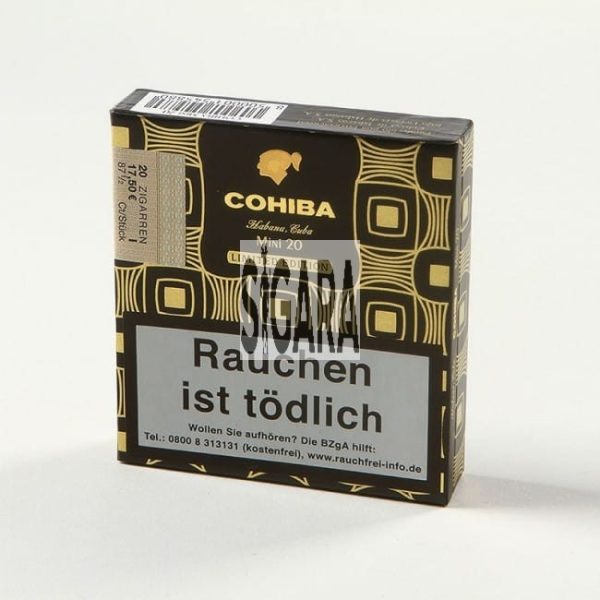 COHIBA
Habana, Cuba
MINI 20
LIMITED EDITION
20 ZIGARREN
17,50€ I
87½ Ct/Stück
SIGARA
Rauchen
ist tödlich
Wollen Sie aufhören? Die BZgA hilft:
Tel.: 0800 8 313131 (kostenfrei), www.rauchfrei-info.de